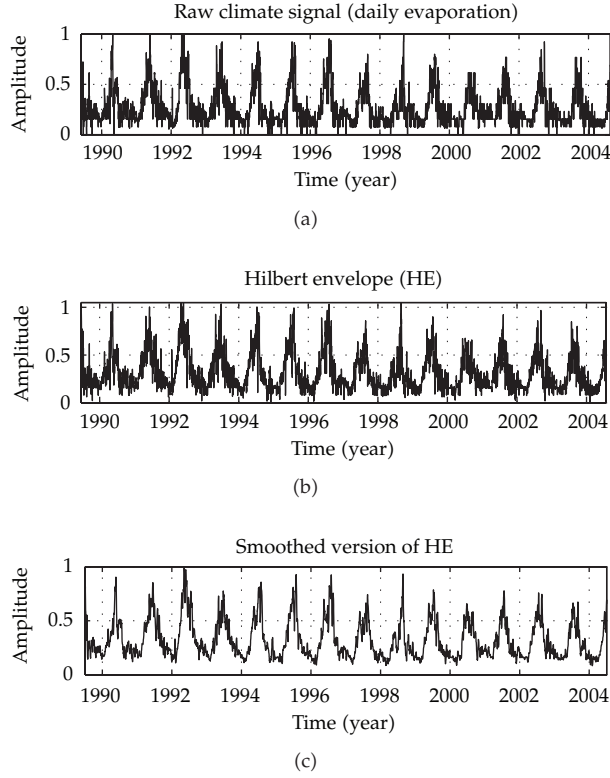 Raw climate signal (daily evaporation)
1
0.5
0
Amplitude
1990 1992 1994 1996 1998 2000 2002 2004
Time (year)
(a)
Hilbert envelope (HE)
1
0.5
0
Amplitude
1990 1992 1994 1996 1998 2000 2002 2004
Time (year)
(b)
Smoothed version of HE
1
0.5
0
Amplitude
1990 1992 1994 1996 1998 2000 2002 2004
Time (year)
(c)